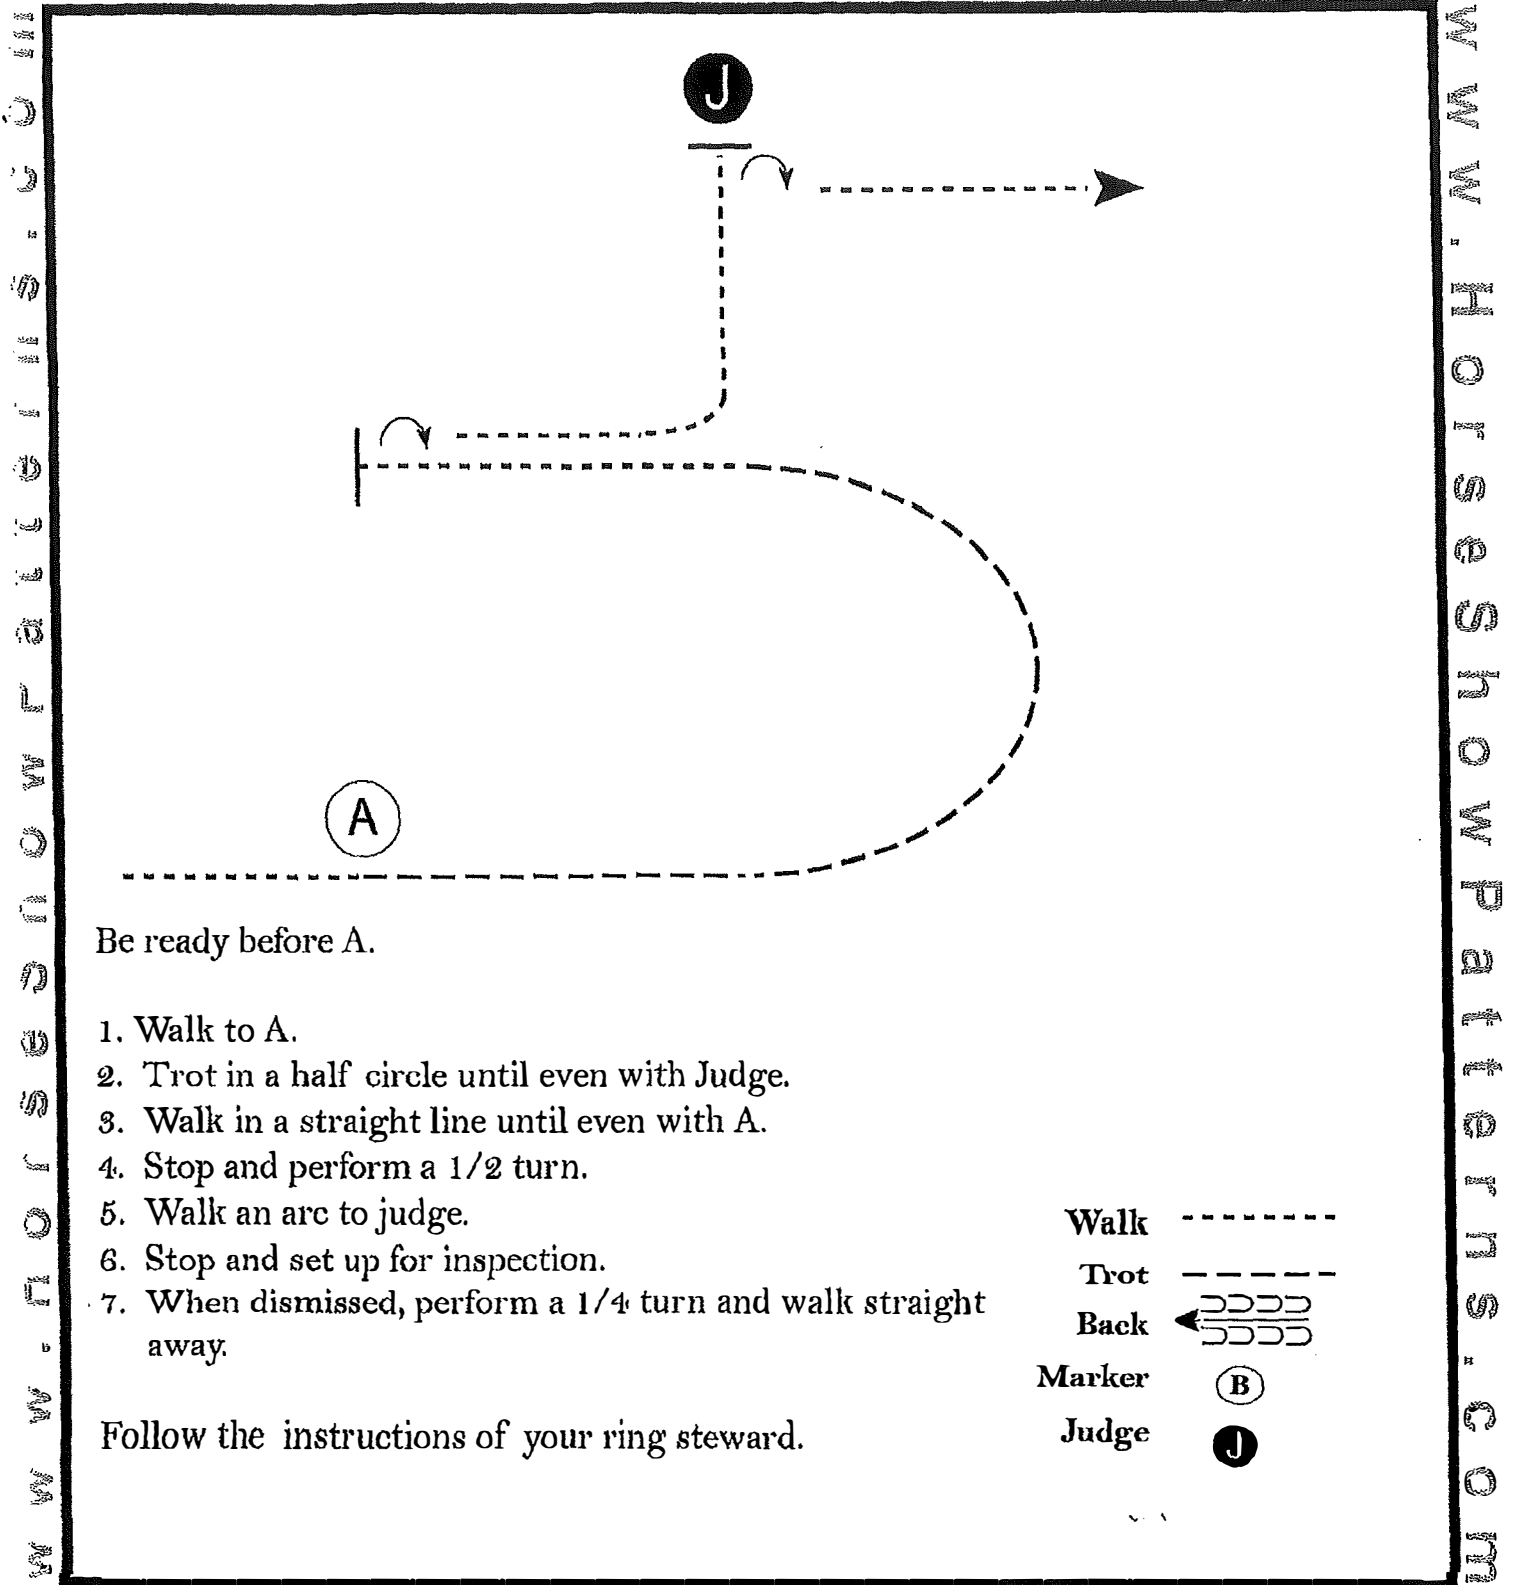 www.HorseShowPatterns.com
www.HorseShowPatterns.com
J
A
Be ready before A.
1. Walk to A.
2. Trot in a half circle until even with Judge.
3. Walk in a straight line until even with A.
4. Stop and perform a 1/2 turn.
5. Walk an arc to judge.
6. Stop and set up for inspection.
7. When dismissed, perform a 1/4 turn and walk straight
away.
Follow the instructions of your ring steward.
Walk
Trot
Back
Marker B
Judge J